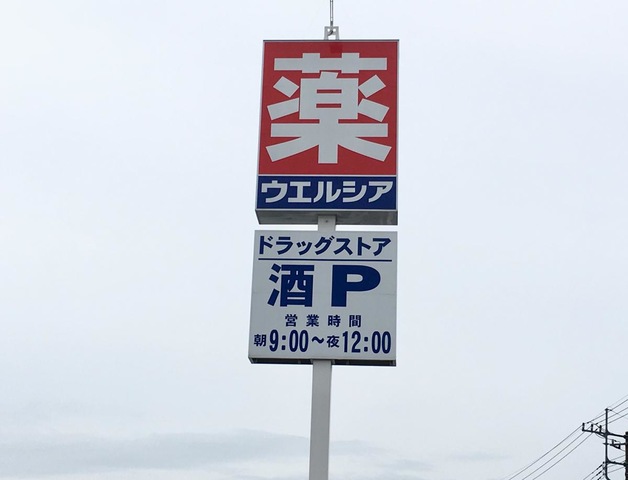 薬
ウエルシア
ドラッグストア
酒 P
営業時間
朝9:00～夜12:00